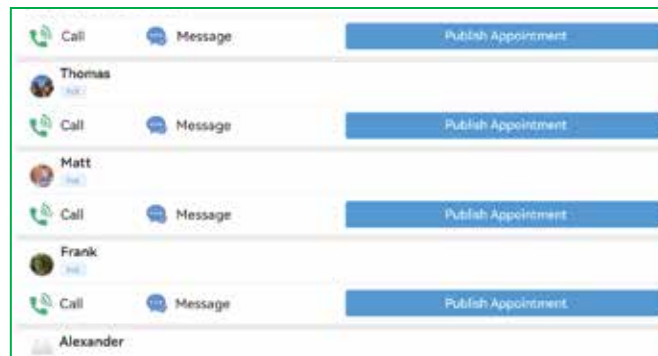 Call Message Publish Appointment
Thomas
Call Message Publish Appointment
Matt
Call Message Publish Appointment
Frank
Call Message Publish Appointment
Alexander